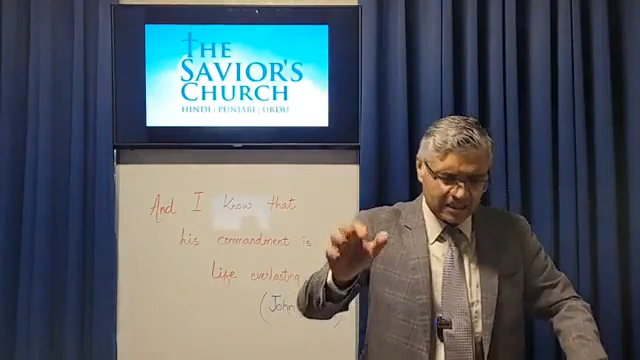 THE
SAVIOR'S
CHURCH
HINDI | PUNJABI | URDU
And I Know that
his commandment is
life everlasting
(John